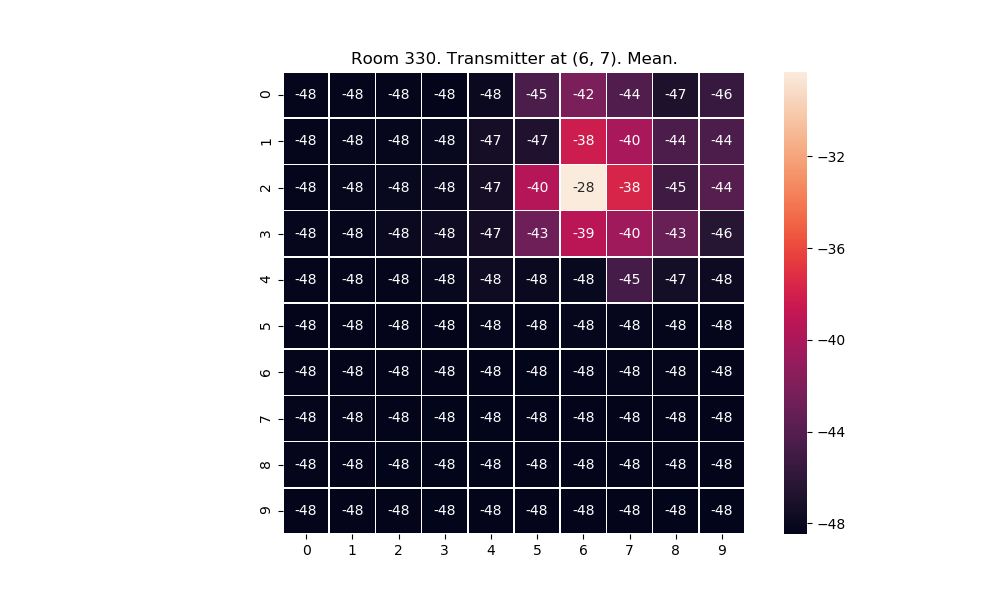 Room 330. Transmitter at (6, 7). Mean.
0 -48 -48 -48 -48 -48 -45 -42 -44 -47 -46
1 -48 -48 -48 -48 -47 -47 -38 -40 -44 -44
−32
2 -48 -48 -48 -48 -47 -40 -28 -38 -45 -44
3 -48 -48 -48 -48 -47 -43 -39 -40 -43 -46
−36
4 -48 -48 -48 -48 -48 -48 -48 -45 -47 -48
5 -48 -48 -48 -48 -48 -48 -48 -48 -48 -48
−40
6 -48 -48 -48 -48 -48 -48 -48 -48 -48 -48
7 -48 -48 -48 -48 -48 -48 -48 -48 -48 -48
−44
8 -48 -48 -48 -48 -48 -48 -48 -48 -48 -48
9 -48 -48 -48 -48 -48 -48 -48 -48 -48 -48
−48
0 1 2 3 4 5 6 7 8 9